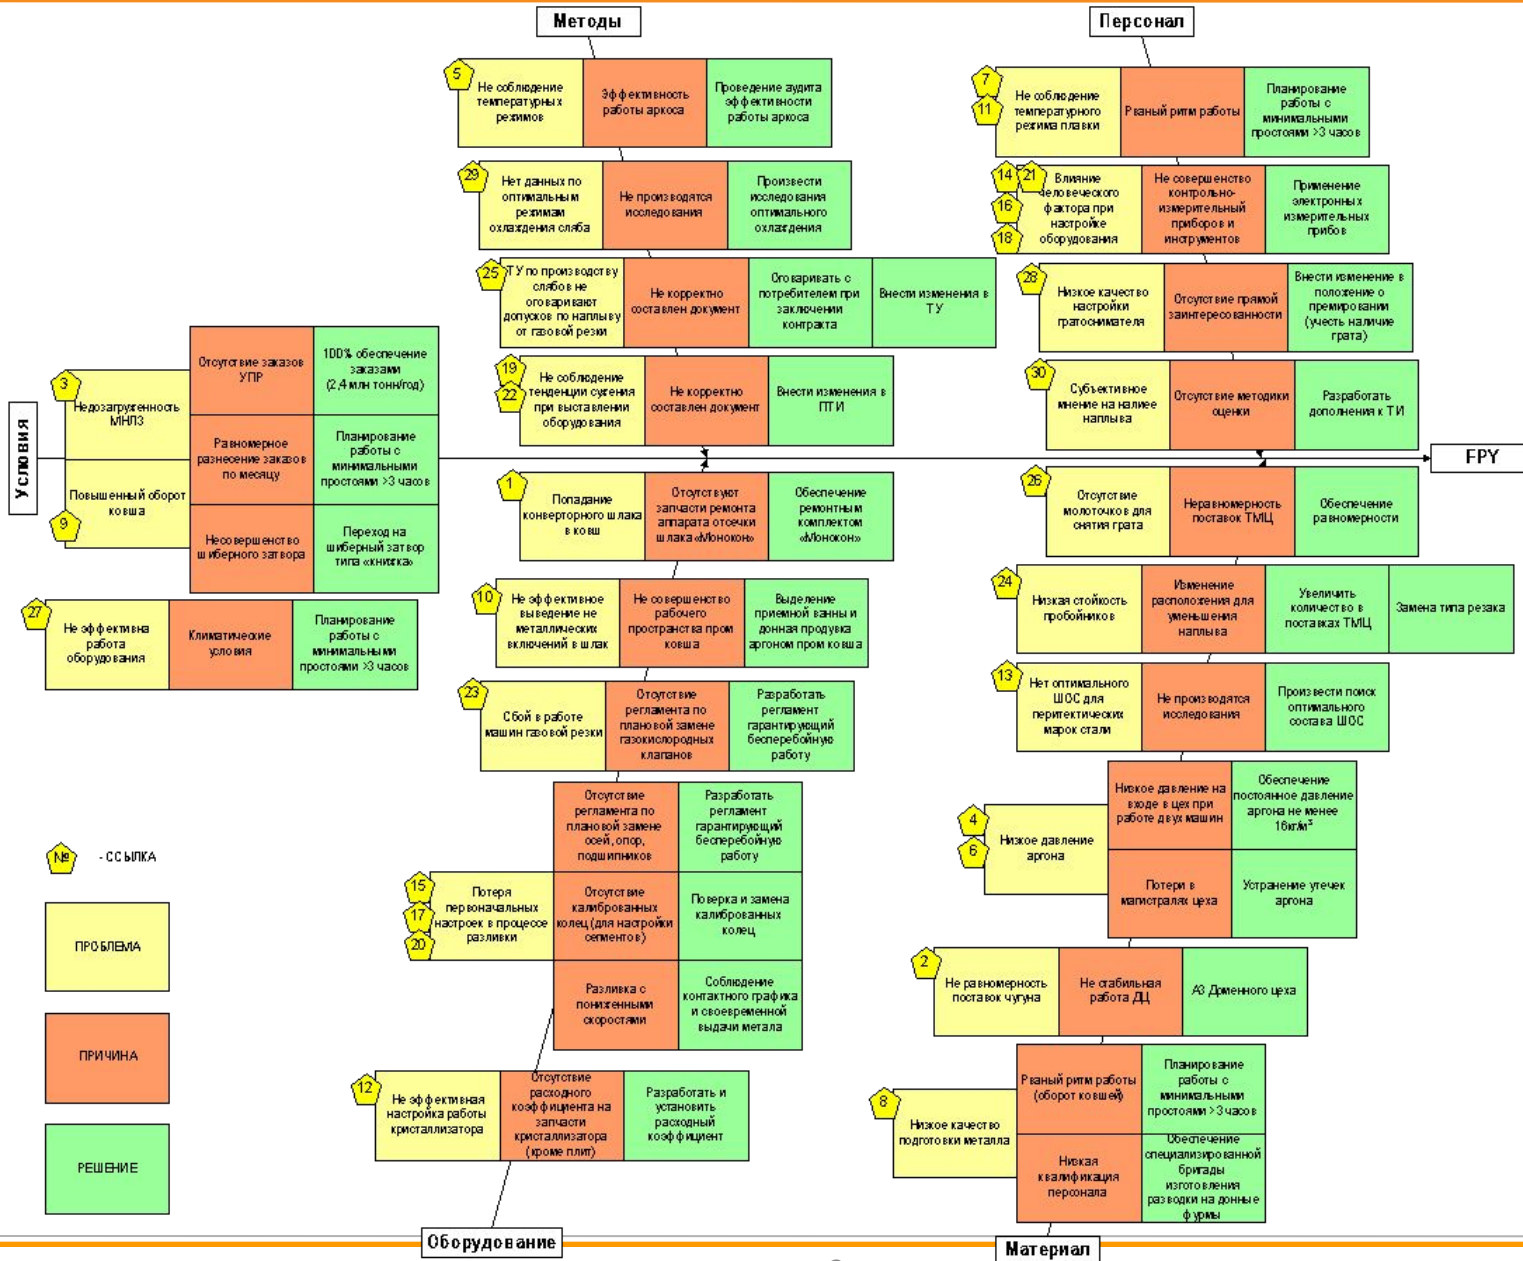 Методы
5
Не соблюдение
температурных
режимов
Эффективность
работы аркоса
Проведение аудита
эффективности
работы аркоса
29
Нет данных по
оптимальным
режимам
охлаждения сляба
Не производятся
исследования
Произвести
исследования
оптимального
охлаждения
25
ТУ по производству
слябов не
оговаривают
допусков по наплыву
от газовой резки
Не корректно
составлен документ
Оговаривать с
потребителем при
заключении
контракта
Внести изменения в
ТУ
19
22
Не соблюдение
тенденции сужения
при выставлении
оборудования
Не корректно
составлен документ
Внести изменения в
ПТИ
Персонал
7
11
Не соблюдение
температурного
режима плавки
Рваный ритм работы
Планирование
работы с
минимальными
простоями >3 часов
14
21
16
18
Влияние
человеческого
фактора при
настройке
оборудования
Не совершенство
контрольно-
измерительный
приборов и
инструментов
Применение
электронных
измерительных
прибов
28
Низкое качество
настройки
гратоснимателя
Отсутствие прямой
заинтересованности
Внести изменение в
положение о
премировании
(учесть наличие
грата)
30
Субъективное
мнение на налиее
наплыва
Отсутствие методики
оценки
Разработать
дополнения к ТИ
Условия
3
Недозагруженность
МНЛЗ
Отсутствие заказов
УПР
100% обеспечение
заказами
(2,4 млн тонн/год)
Равномерное
разнесение заказов
по месяцу
Планирование
работы с
минимальными
простоями >3 часов
Повышенный оборот
ковша
9
Несовершенство
шиберного затвора
Переход на
шиберный затвор
типа «книжка»
27
Не эффективна
работа
оборудования
Климатические
условия
Планирование
работы с
минимальными
простоями >3 часов
FPY
1
Попадание
конверторного шлака
в ковш
Отсутствуют
запчасти ремонта
аппарата отсечки
шлака «Монокон»
Обеспечение
ремонтным
комплектом
«Монокон»
10
Не эффективное
выведение не
металлических
включений в шлак
Не совершенство
рабочего
пространства пром
ковша
Выделение
приемной ванны и
донная продувка
аргоном пром ковша
23
Сбой в работе
машин газовой резки
Отсутствие
регламента по
плановой замене
газокислородных
клапанов
Разработать
регламент
гарантирующий
бесперебойную
работу
Отсутствие
регламента по
плановой замене
осей, опор,
подшипников
Разработать
регламент
гарантирующий
бесперебойную
работу
15
17
20
Потеря
первоначальных
настроек в процессе
разливки
Отсутствие
калиброванных
колец (для настройки
сегментов)
Поверка и замена
калиброванных
колец
Разливка с
пониженными
скоростями
Соблюдение
контактного графика
и своевременной
выдачи метала
12
Не эффективная
настройка работы
кристаллизатора
Отсутствие
расходного
коэффициента на
запчасти
кристаллизатора
(кроме плит)
Разработать и
установить
расходный
коэффициент
Оборудование
26
Отсутствие
молоточков для
снятия грата
Неравномерность
поставок ТМЦ
Обеспечение
равномерности
24
Низкая стойкость
пробойников
Изменение
расположения для
уменьшения
наплыва
Увеличить
количество в
поставках ТМЦ
Замена типа резака
13
Нет оптимального
ШОС для
перитектических
марок стали
Не производятся
исследования
Произвести поиск
оптимального
состава ШОС
4
6
Низкое давление
аргона
Низкое давление на
входе в цех при
работе двух машин
Обеспечение
постоянное давление
аргона не менее
16кг/м³
Потери в
магистралях цеха
Устранение утечек
аргона
2
Не равномерность
поставок чугуна
Не стабильная
работа ДЦ
АЗ Доменного цеха
8
Низкое качество
подготовки металла
Рваный ритм работы
(оборот ковшей)
Планирование
работы с
минимальными
простоями >3 часов
Низкая
квалификация
персонала
Обеспечение
специализированной
бригады
изготовления
разводки на донные
фурмы
Материал
№
- ССЫЛКА
ПРОБЛЕМА
ПРИЧИНА
РЕШЕНИЕ